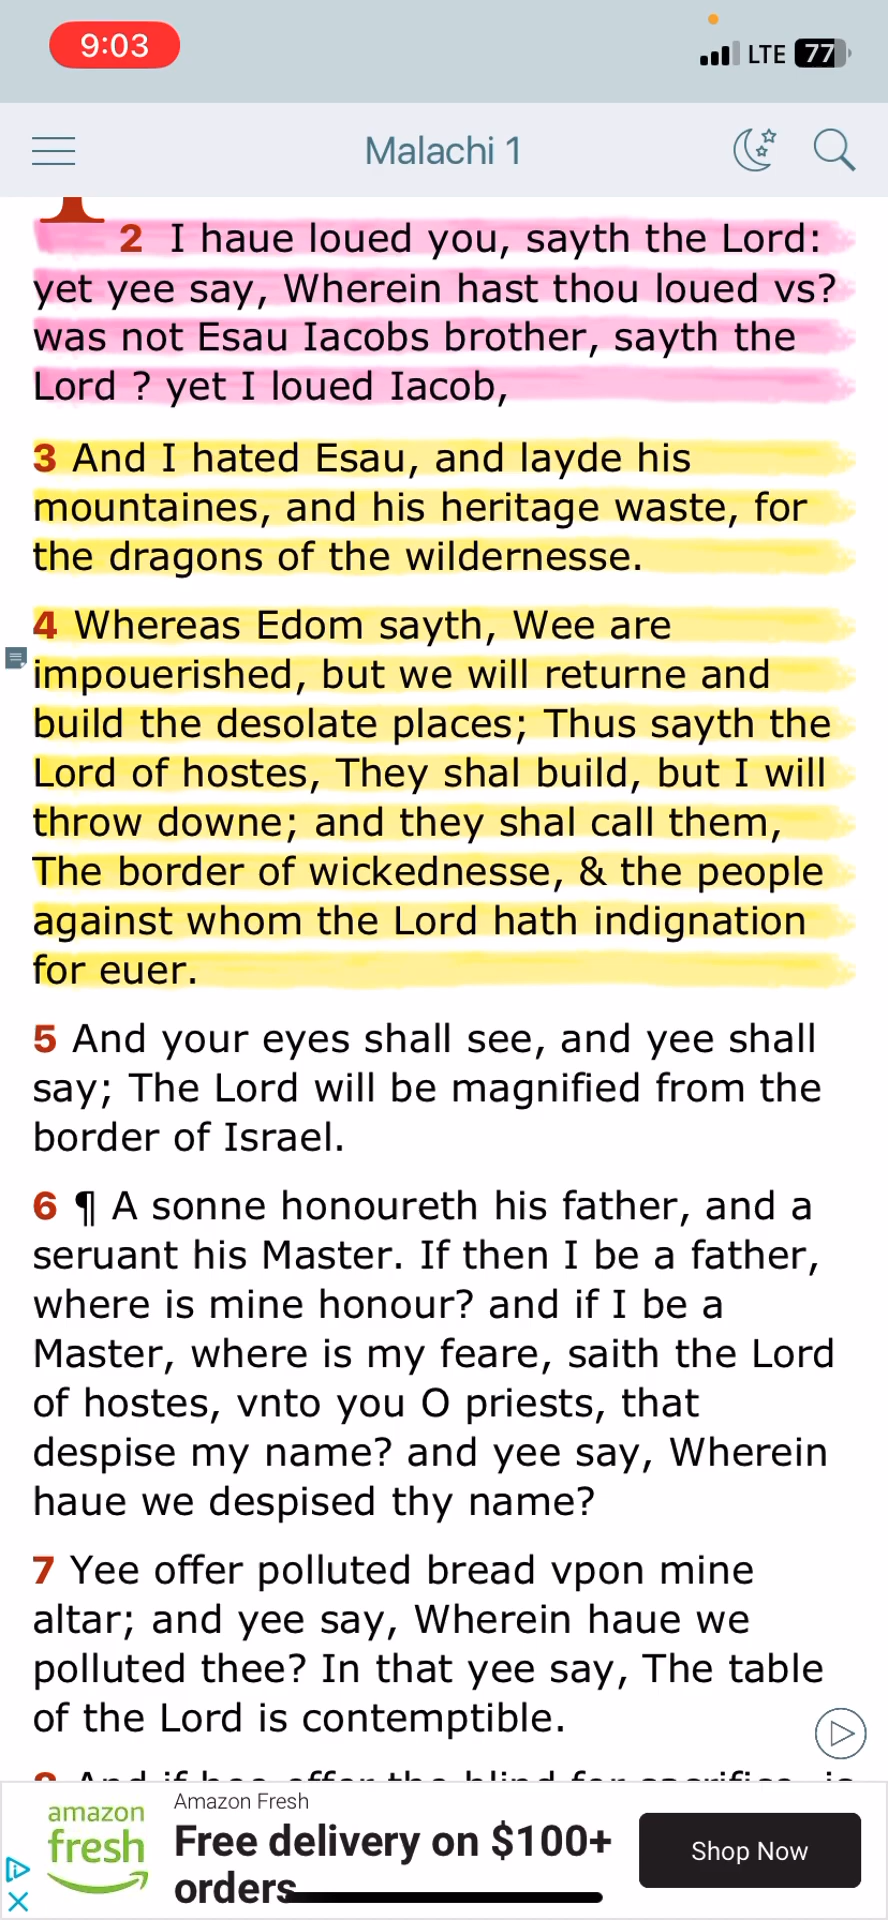 9:03
LTE 77
Malachi 1
2 I haue loued you, sayth the Lord:
yet yee say, Wherein hast thou loued vs?
was not Esau Iacobs brother, sayth the
Lord ? yet I loued Iacob,
3 And I hated Esau, and layde his
mountaines, and his heritage waste, for
the dragons of the wildernesse.
4 Whereas Edom sayth, Wee are
impouerished, but we will returne and
build the desolate places; Thus sayth the
Lord of hostes, They shal build, but I will
throw downe; and they shal call them,
The border of wickednesse, & the people
against whom the Lord hath indignation
for euer.
5 And your eyes shall see, and yee shall
say; The Lord will be magnified from the
border of Israel.
6 ¶ A sonne honoureth his father, and a
seruant his Master. If then I be a father,
where is mine honour? and if I be a
Master, where is my feare, saith the Lord
of hostes, vnto you O priests, that
despise my name? and yee say, Wherein
haue we despised thy name?
7 Yee offer polluted bread vpon mine
altar; and yee say, Wherein haue we
polluted thee? In that yee say, The table
of the Lord is contemptible.
And if hee offer the blind for sacrifice, is
amazon
fresh
Amazon Fresh
Free delivery on $100+
orders
Shop Now